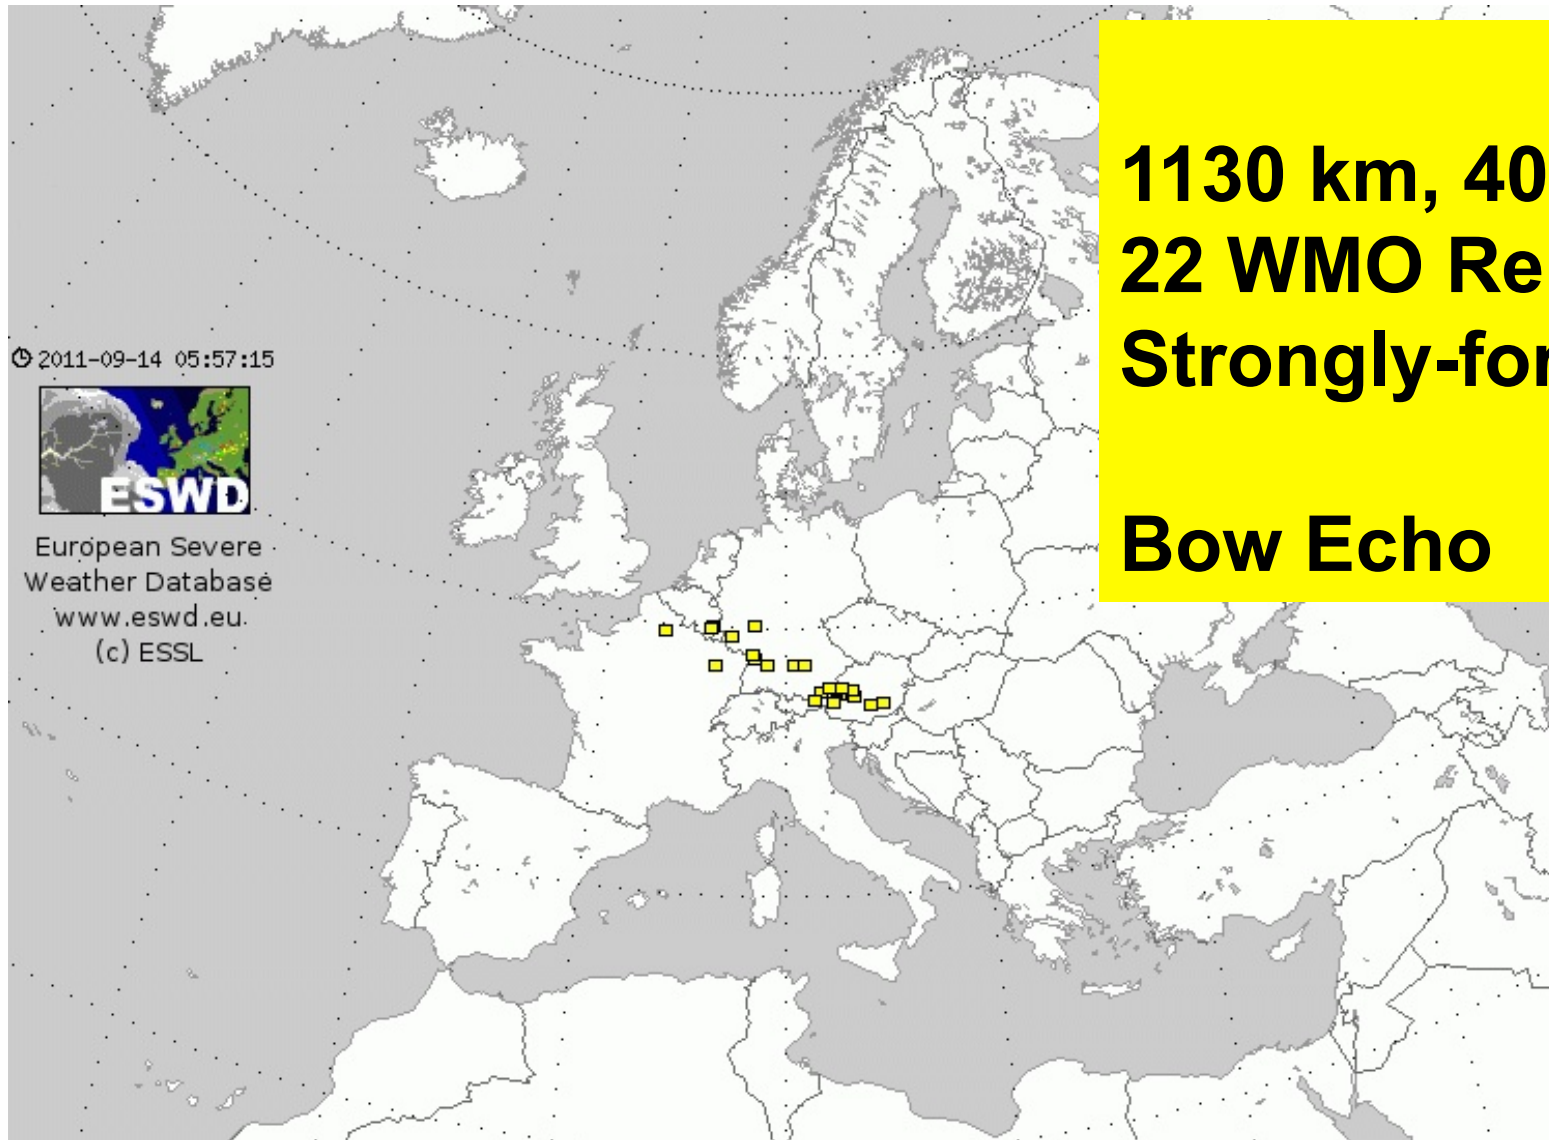 1130 km, 40
22 WMO Re
Strongly-for
Bow Echo
2011-09-14 05:57:15
ESWD
European Severe
Weather Database
www.eswd.eu
(c) ESSL